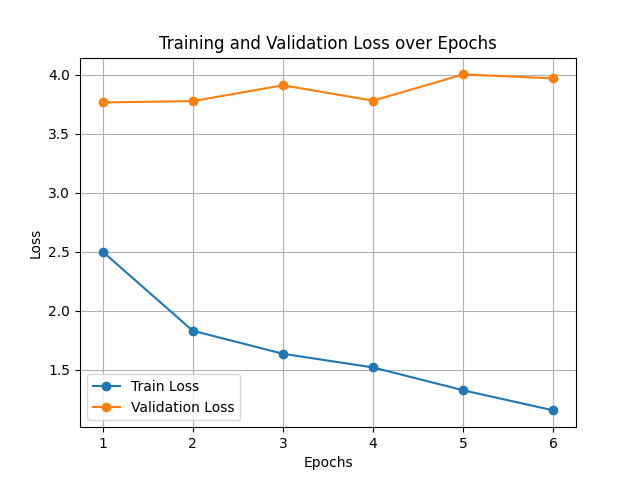 Training and Validation Loss over Epochs
Loss
4.0
3.5
3.0
2.5
2.0
1.5
Train Loss
Validation Loss
1 2 3 4 5 6
Epochs